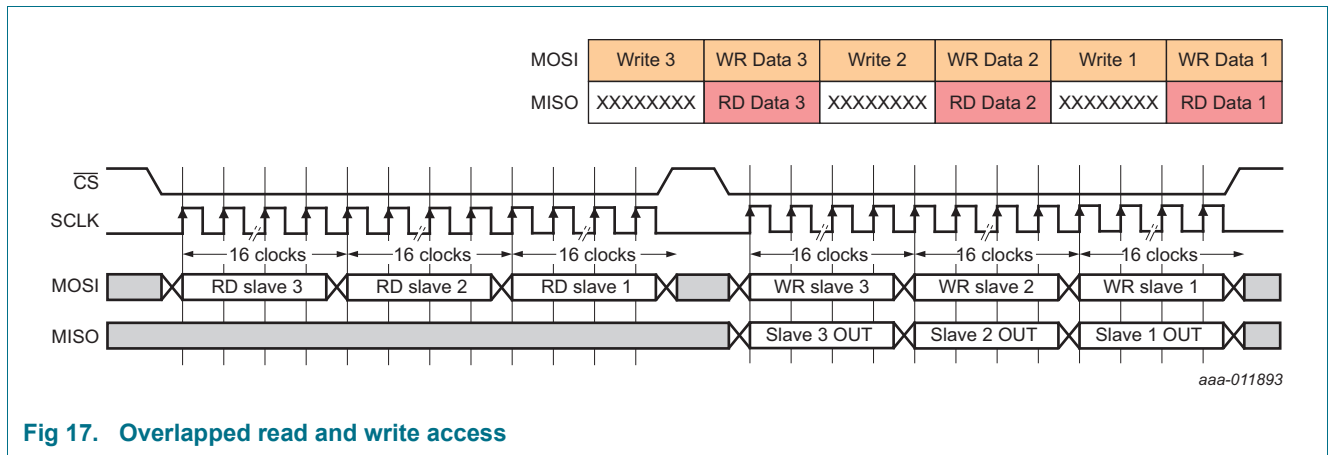 MOSI Write 3 WR Data 3 Write 2 WR Data 2 Write 1 WR Data 1
MISO XXXXXXXX RD Data 3 XXXXXXXX RD Data 2 XXXXXXXX RD Data 1
CS
SCLK
16 clocks 16 clocks 16 clocks 16 clocks 16 clocks 16 clocks
MOSI RD slave 3 RD slave 2 RD slave 1 WR slave 3 WR slave 2 WR slave 1
MISO Slave 3 OUT Slave 2 OUT Slave 1 OUT
aaa-011893
Fig 17. Overlapped read and write access